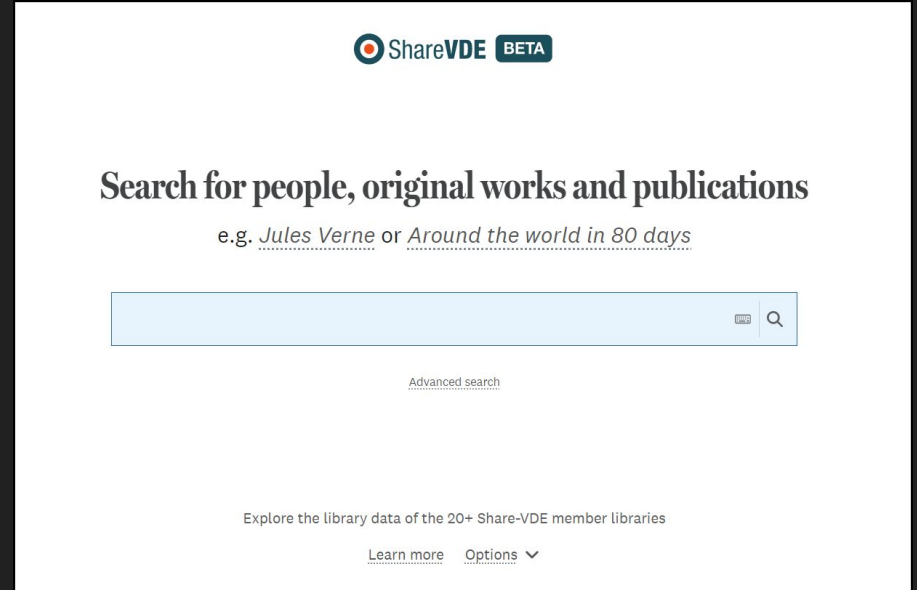 ShareVDE BETA
Search for people, original works and publications
e.g. Jules Verne or Around the world in 80 days
Advanced search
Explore the library data of the 20+ Share-VDE member libraries
Learn more Options